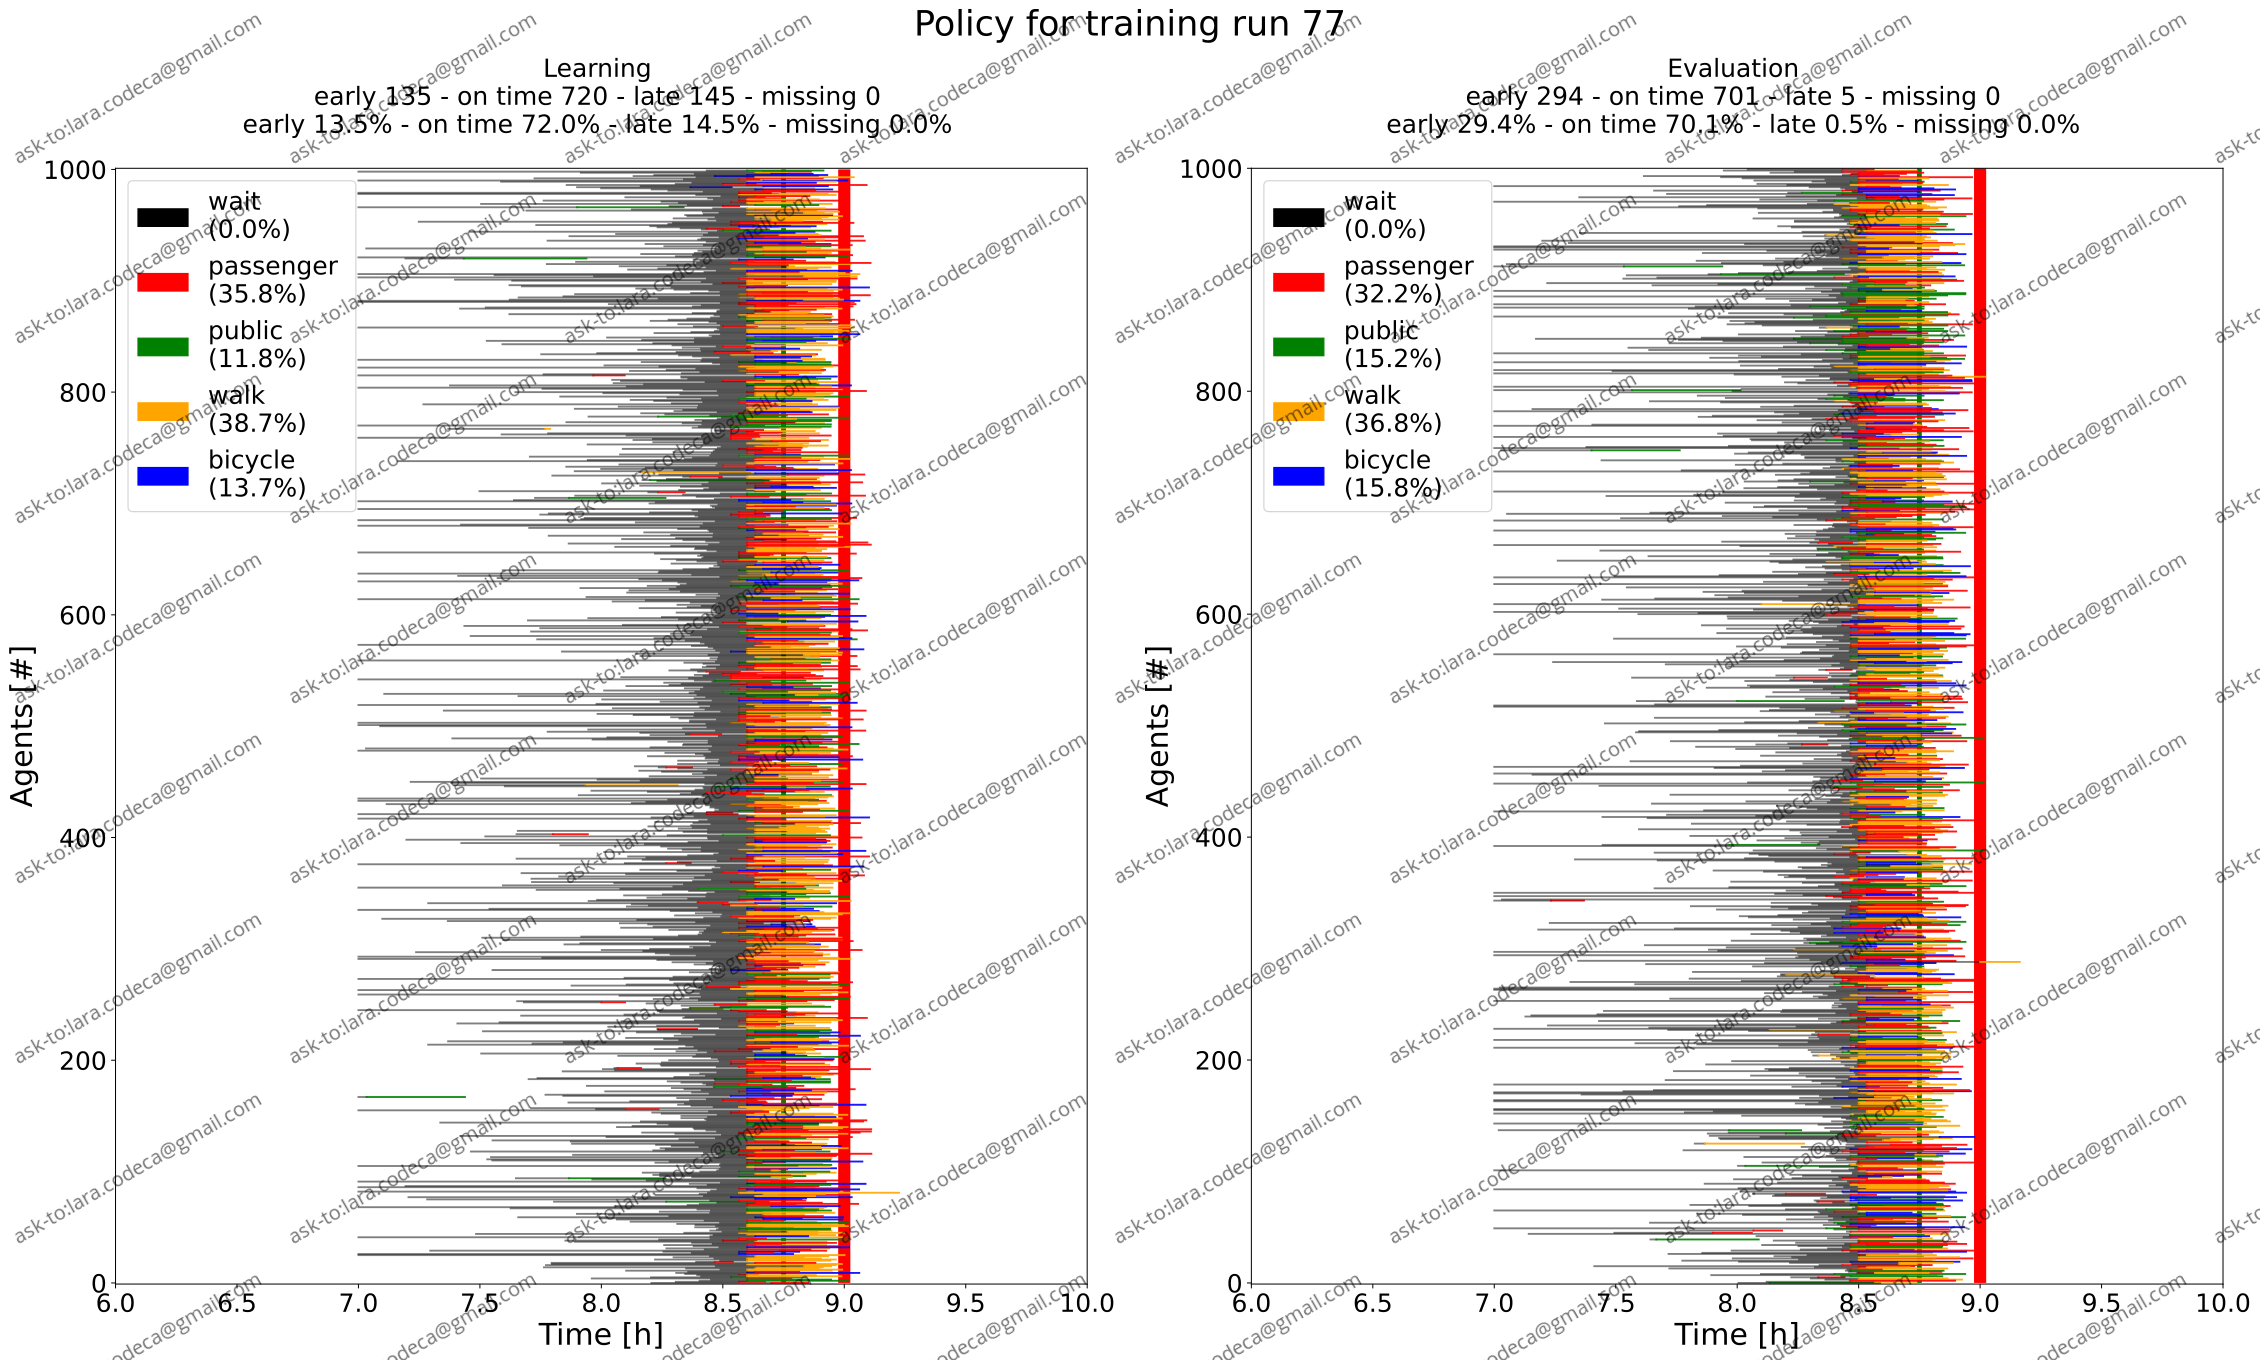 Policy for training run 77
Learning
early 135 - on time 720 - late 145 - missing 0
early 13.5% - on time 72.0% - late 14.5% - missing 0.0%
Agents [#]
1000
800
600
400
200
0
wait
(0.0%)
passenger
(35.8%)
public
(11.8%)
walk
(38.7%)
bicycle
(13.7%)
6.0 6.5 7.0 7.5 8.0 8.5 9.0 9.5 10.0
Time [h]
Evaluation
early 294 - on time 701 - late 5 - missing 0
early 29.4% - on time 70.1% - late 0.5% - missing 0.0%
Agents [#]
1000
800
600
400
200
0
wait
(0.0%)
passenger
(32.2%)
public
(15.2%)
walk
(36.8%)
bicycle
(15.8%)
6.0 6.5 7.0 7.5 8.0 8.5 9.0 9.5 10.0
Time [h]
ask-to:lara.codeca@gmail.com